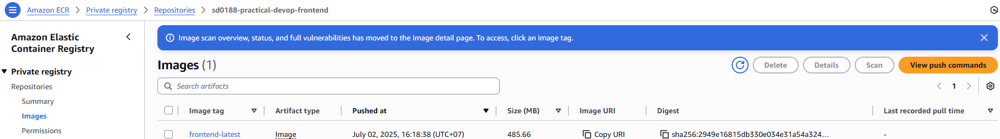 Amazon ECR > Private registry > Repositories > sd0188-practical-devop-frontend
Amazon Elastic
Container Registry
Private registry
Repositories
Summary
Images
Permissions
Image scan overview, status, and full vulnerabilities has moved to the Image detail page. To access, click an image tag.
Images (1)
Delete Details Scan View push commands
Search artifacts
1
Image tag Artifact type Pushed at Size (MB) Image URI Digest Last recorded pull time
frontend-latest Image July 02, 2025, 16:18:38 (UTC+07) 485.66 Copy URI sha256:2949e16815db330e034e31a54a324... -